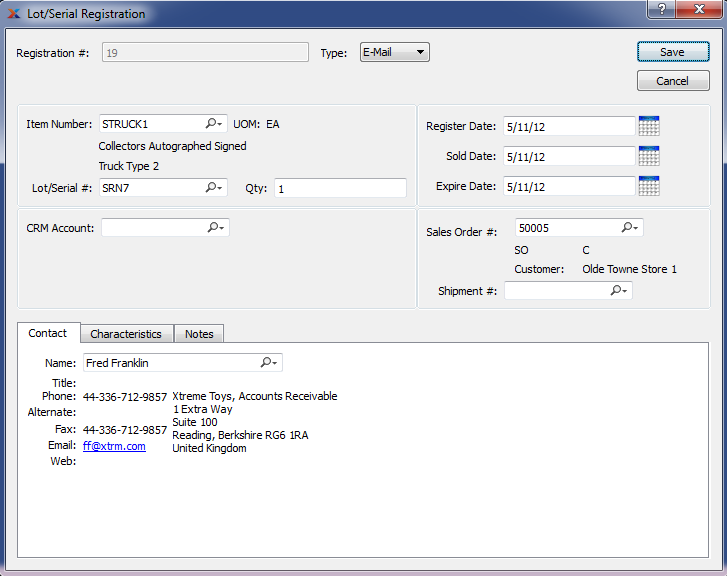 Lot/Serial Registration
?
Registration #: 19 Type: E-Mail Save
Cancel
Item Number: STRUCK1 UOM: EA
Collectors Autographed Signed
Truck Type 2
Lot/Serial #: SRN7 Qty: 1
Register Date: 5/11/12
Sold Date: 5/11/12
Expire Date: 5/11/12
CRM Account:
Sales Order #: 50005
SO C
Customer: Olde Towne Store 1
Shipment #:
Contact Characteristics Notes
Name: Fred Franklin
Title:
Phone: 44-336-712-9857
Alternate:
Fax: 44-336-712-9857
Email: ff@xtrm.com
Web:
Xtreme Toys, Accounts Receivable
1 Extra Way
Suite 100
Reading, Berkshire RG6 1RA
United Kingdom